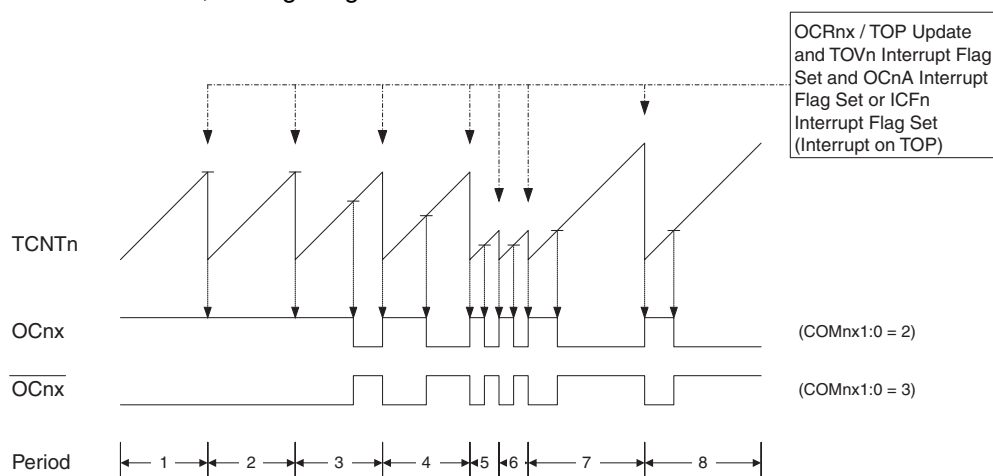 OCRnx / TOP Update
and TOVn Interrupt Flag
Set and OCnA Interrupt
Flag Set or ICFn
Interrupt Flag Set
(Interrupt on TOP)
TCNTn
OCnx (COMnx1:0 = 2)
OCnx (COMnx1:0 = 3)
Period 1 2 3 4 5 6 7 8